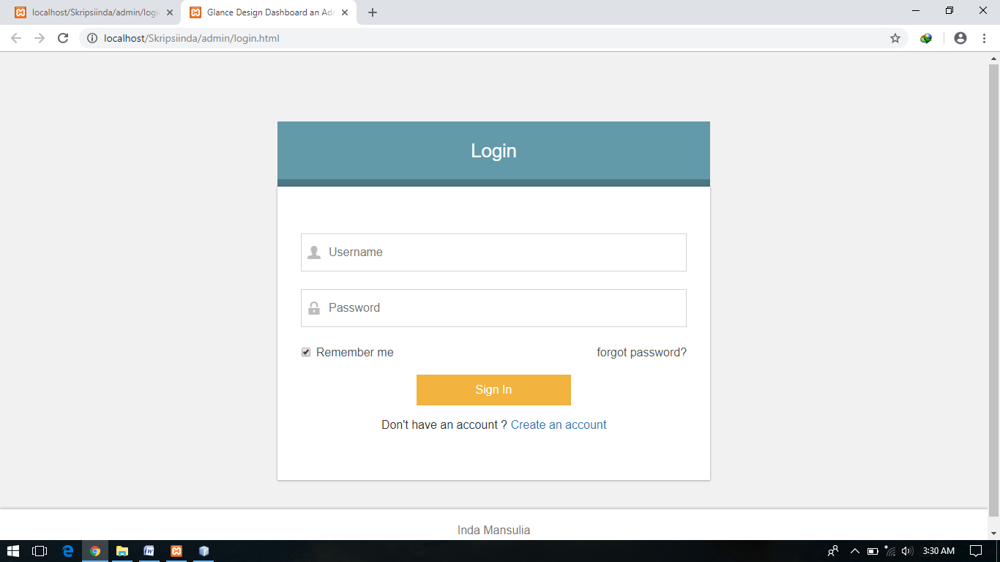 localhost/Skripsiinda/admin/logi
Glance Design Dashboard an Adr
localhost/Skripsiinda/admin/login.html
Login
Username
Password
Remember me
forgot password?
Sign In
Don't have an account ? Create an account
Inda Mansulia
3:30 AM